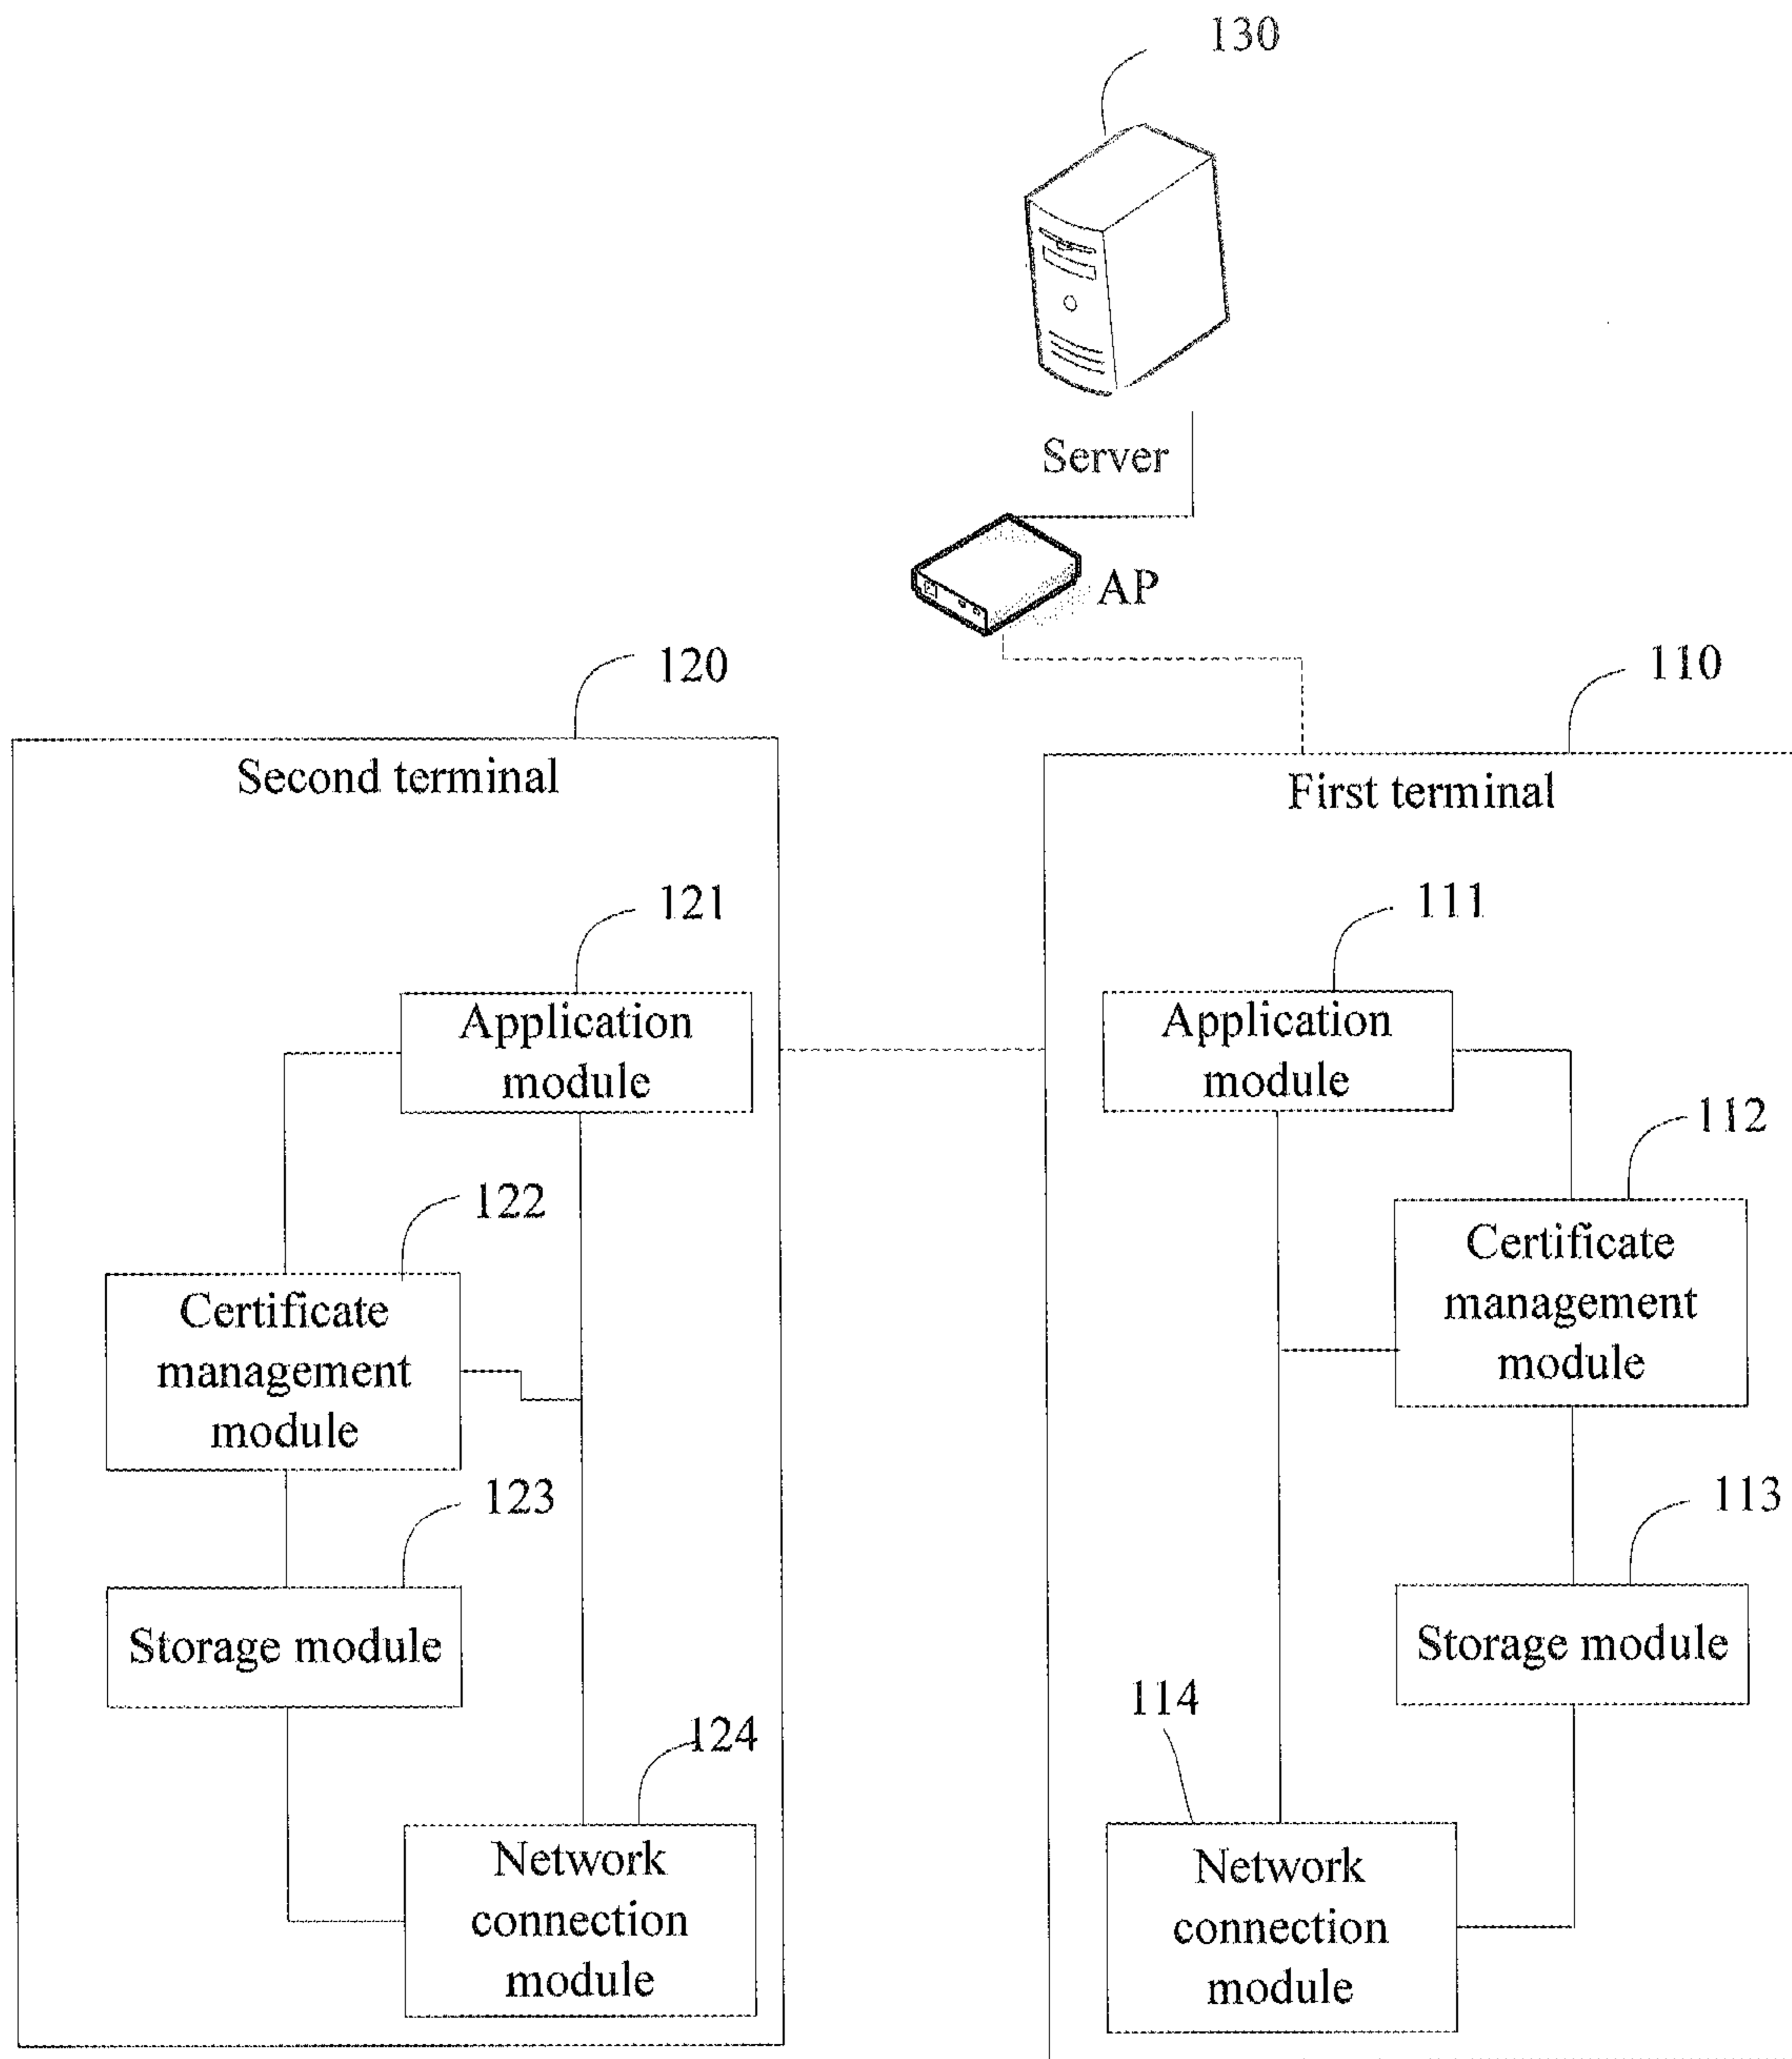 130
Server
AP
120
110
Second terminal
First terminal
121
111
Application
module
Application
module
112
122
Certificate
management
module
Certificate
management
module
123
113
Storage module
Storage module
114
124
Network
connection
module
Network
connection
module